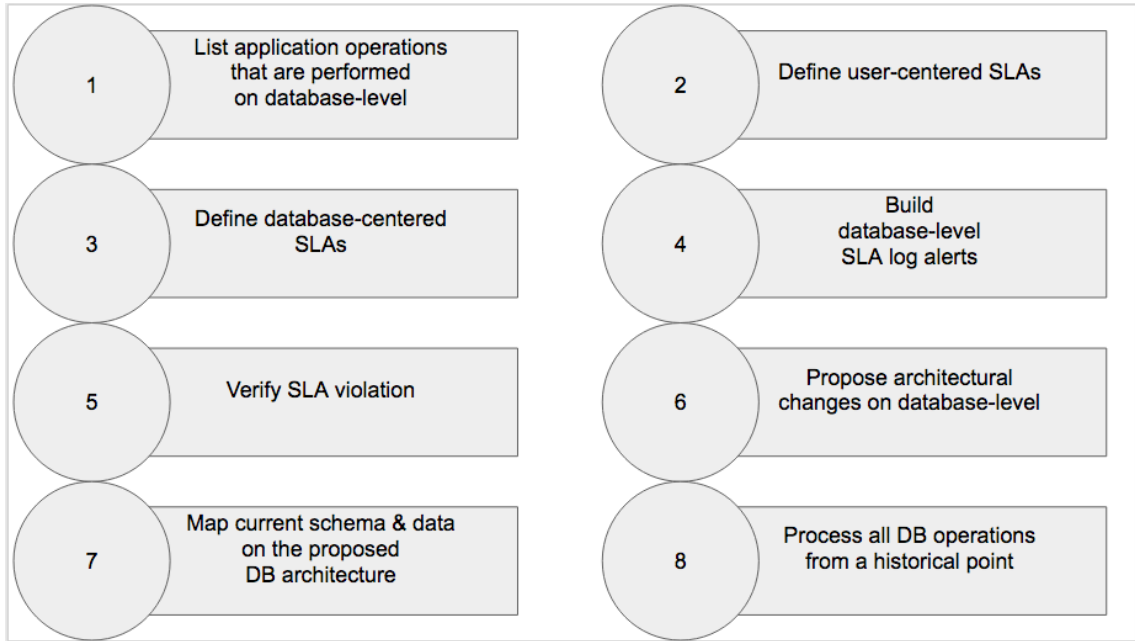 1
List application operations
that are performed
on database-level
2
Define user-centered SLAs
3
Define database-centered
SLAs
4
Build
database-level
SLA log alerts
5
Verify SLA violation
6
Propose architectural
changes on database-level
7
Map current schema & data
on the proposed
DB architecture
8
Process all DB operations
from a historical point